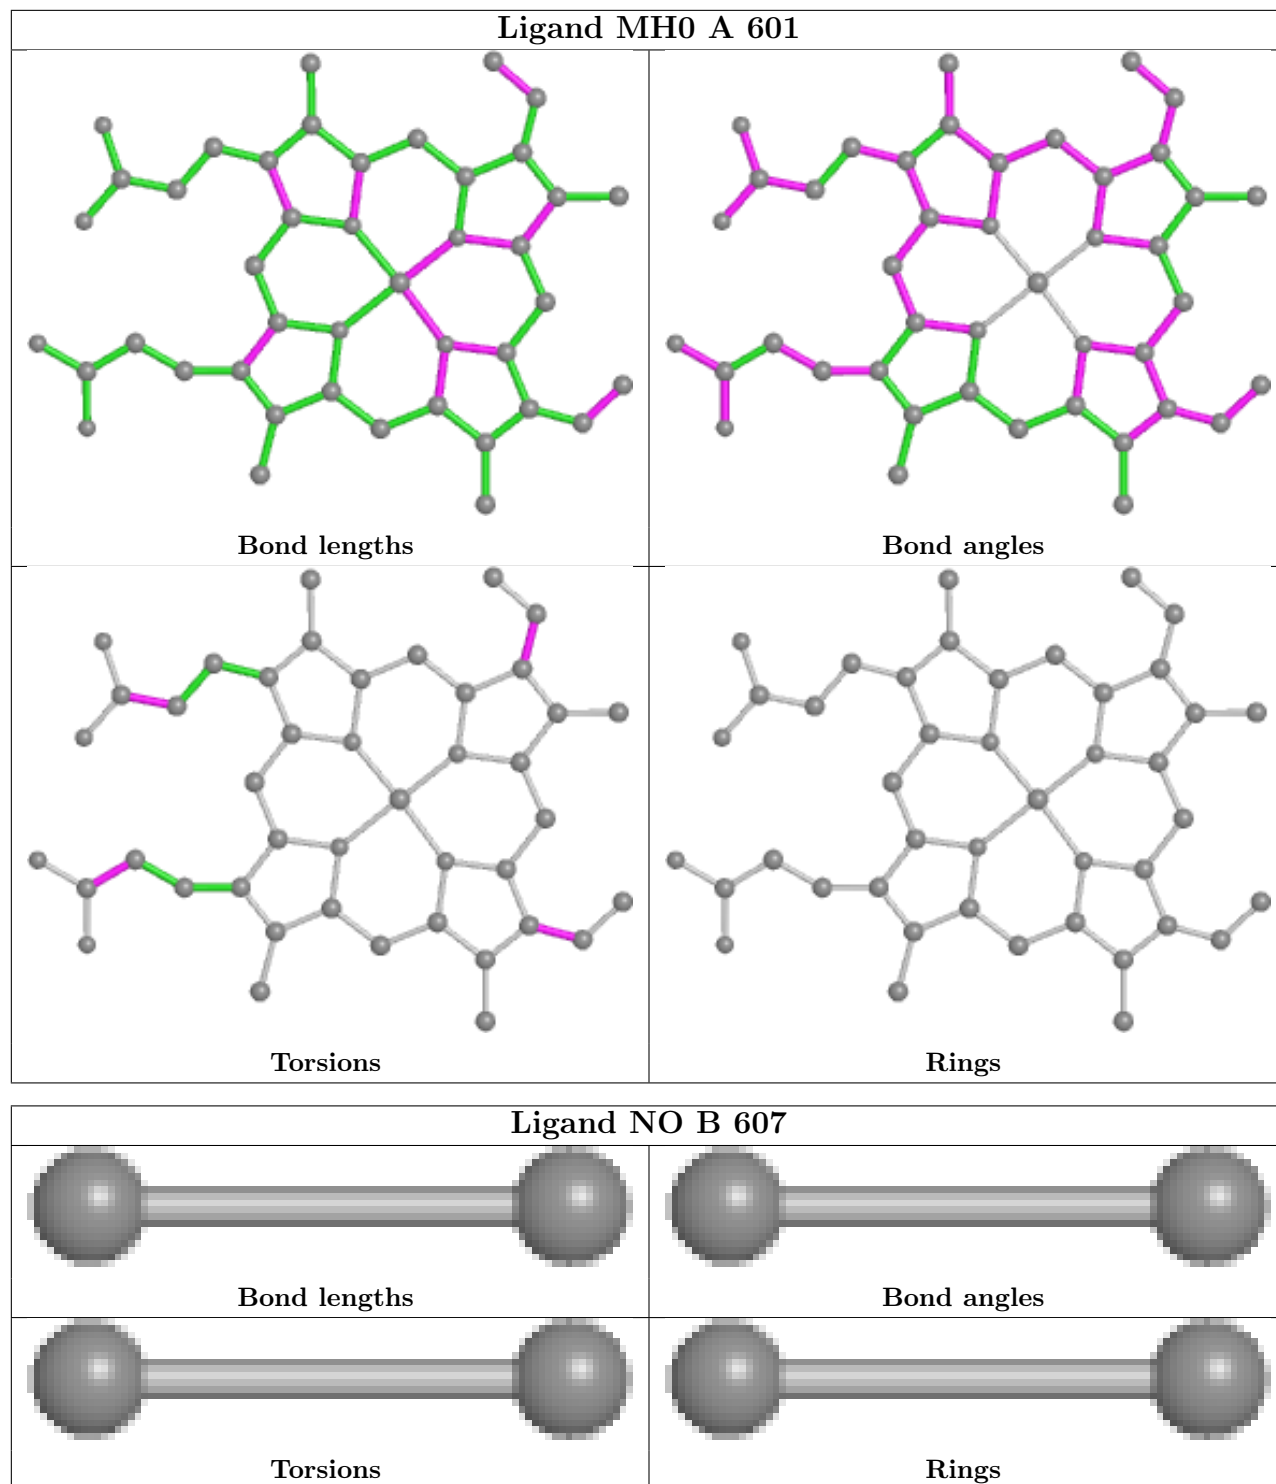 Ligand MH0 A 601
Bond lengths
Bond angles
Torsions
Rings
Ligand NO B 607
Bond lengths
Bond angles
Torsions
Rings